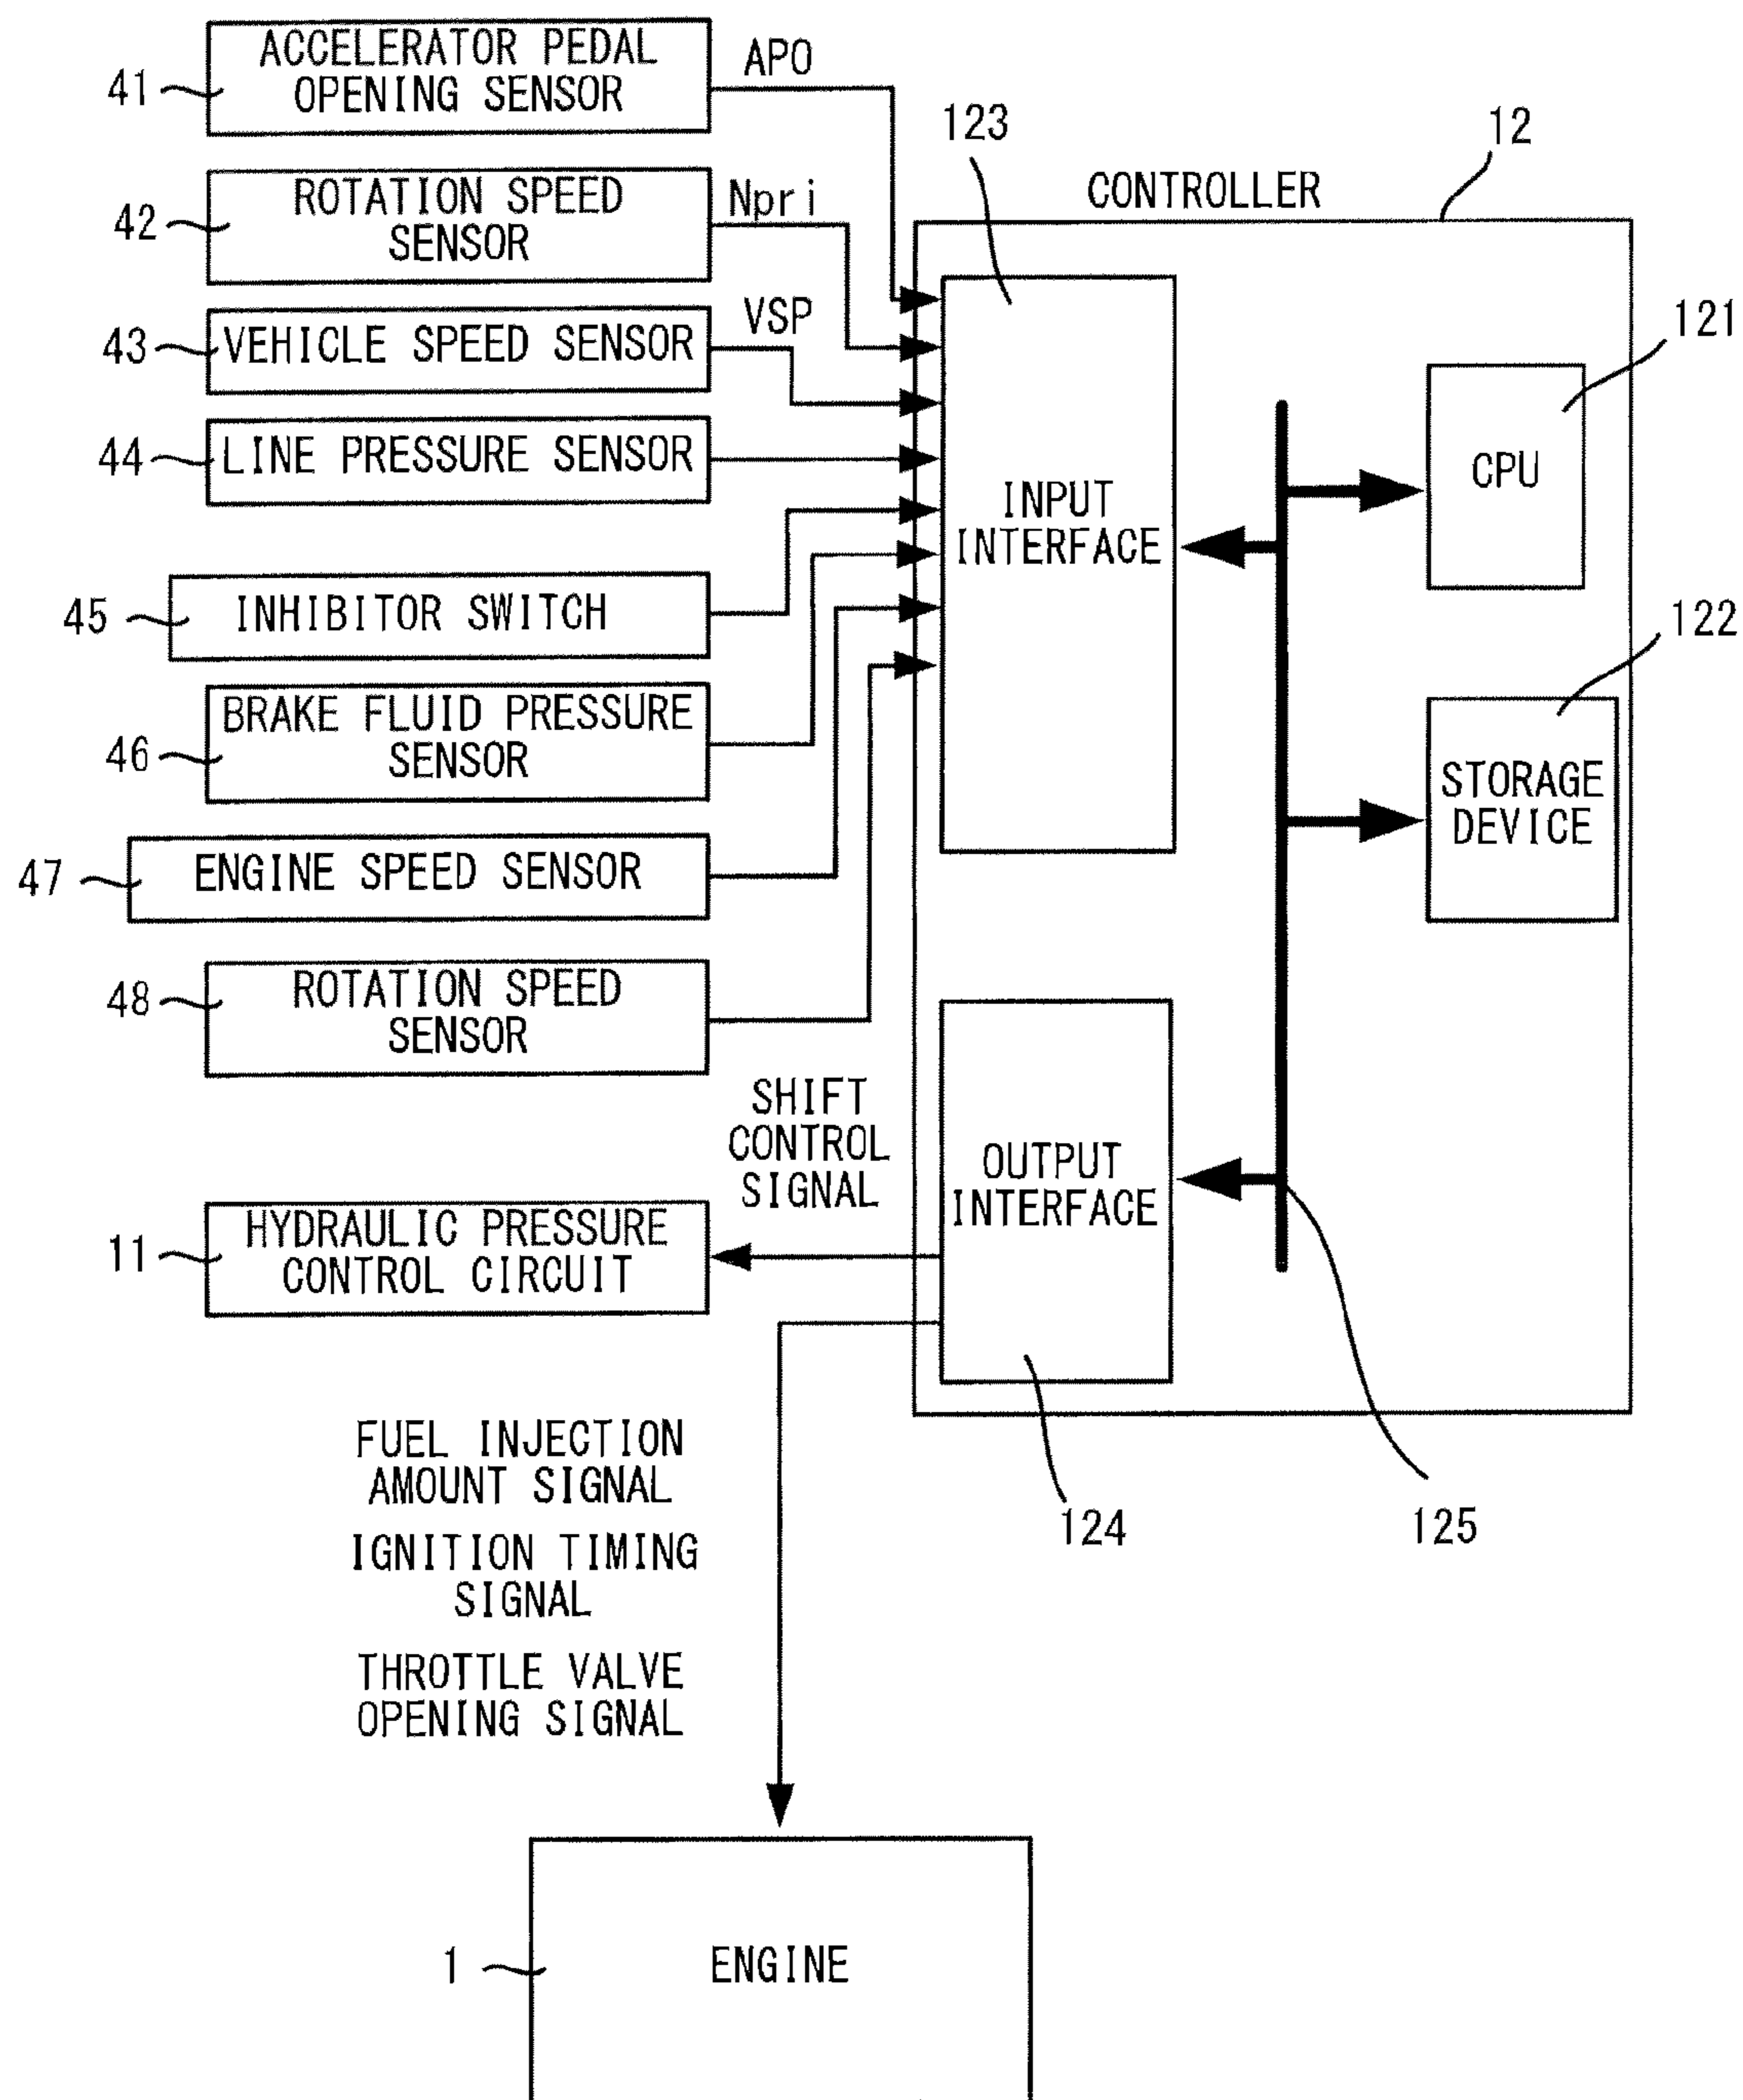 ACCELERATOR PEDAL
OPENING SENSOR
41
APO
ROTATION SPEED
SENSOR
42
Npri
VEHICLE SPEED SENSOR
43
VSP
LINE PRESSURE SENSOR
44
INHIBITOR SWITCH
45
BRAKE FLUID PRESSURE
SENSOR
46
ENGINE SPEED SENSOR
47
ROTATION SPEED
SENSOR
48
123
CONTROLLER
12
INPUT
INTERFACE
CPU
121
122
STORAGE
DEVICE
SHIFT
CONTROL
SIGNAL
OUTPUT
INTERFACE
HYDRAULIC PRESSURE
CONTROL CIRCUIT
11
124
125
FUEL INJECTION
AMOUNT SIGNAL
IGNITION TIMING
SIGNAL
THROTTLE VALVE
OPENING SIGNAL
1
ENGINE